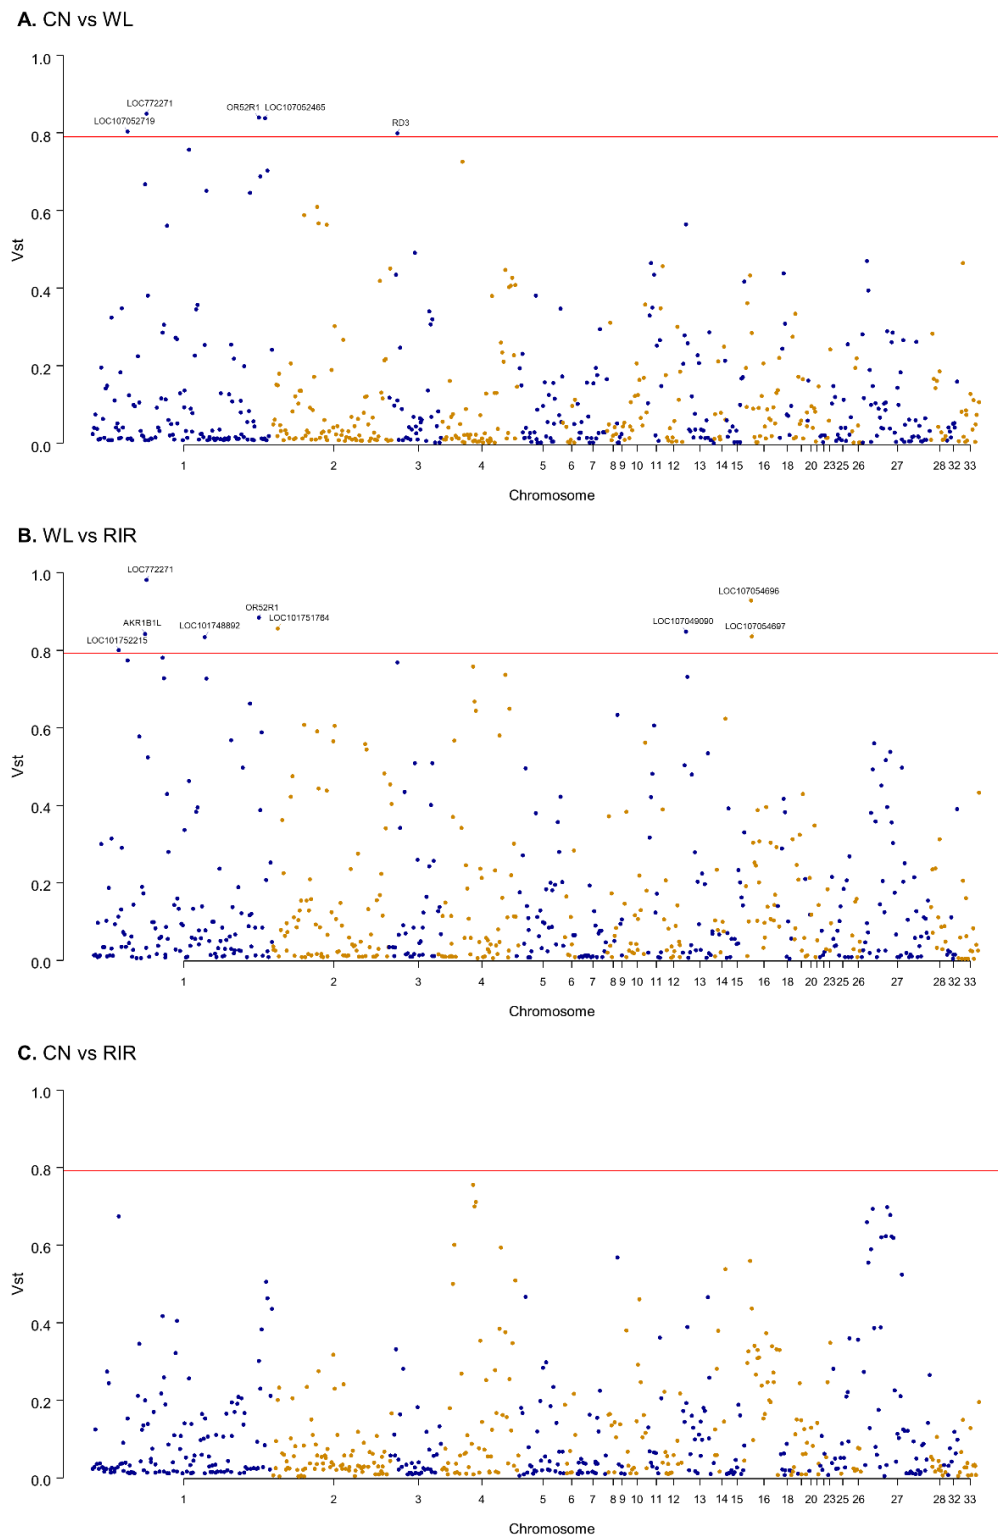 A. CN vs WL
1.0
LOC772271
OR52R1 LOC107052465
LOC107052719
RD3
0.8
0.6
Vst
0.4
0.2
0.0
1 2 3 4 5 6 7 8 9 10 11 12 13 14 15 16 18 20 23 25 26 27 28 32 33
Chromosome
B. WL vs RIR
1.0
LOC772271
LOC107054696
OR52R1
AKR1B1L LOC101748892 LOC101751764
LOC107049090
LOC107054697
LOC101752215
0.8
0.6
Vst
0.4
0.2
0.0
1 2 3 4 5 6 7 8 9 10 11 12 13 14 15 16 18 20 23 25 26 27 28 32 33
Chromosome
C. CN vs RIR
1.0
0.8
0.6
Vst
0.4
0.2
0.0
1 2 3 4 5 6 7 8 9 10 11 12 13 14 15 16 18 20 23 25 26 27 28 32 33
Chromosome